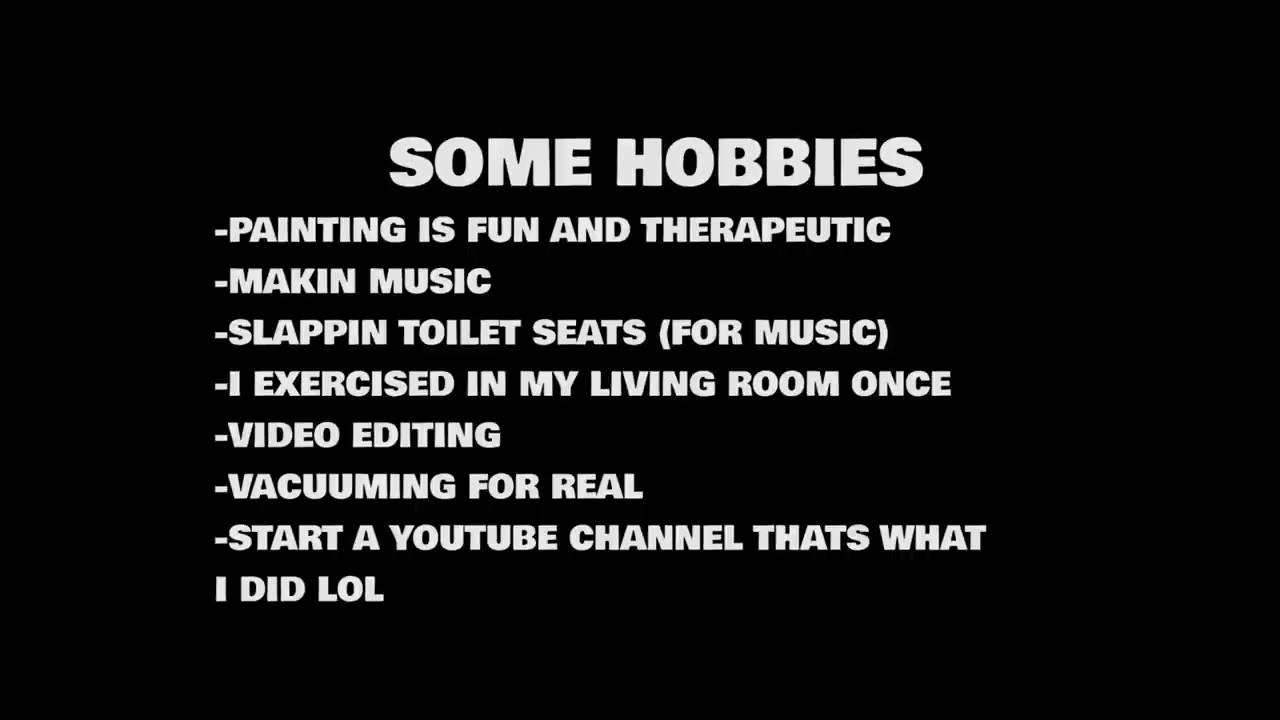 SOME HOBBIES
-PAINTING IS FUN AND THERAPEUTIC
-MAKIN MUSIC
-SLAPPIN TOILET SEATS (FOR MUSIC)
-I EXERCISED IN MY LIVING ROOM ONCE
-VIDEO EDITING
-VACUUMING FOR REAL
-START A YOUTUBE CHANNEL THATS WHAT
I DID LOL